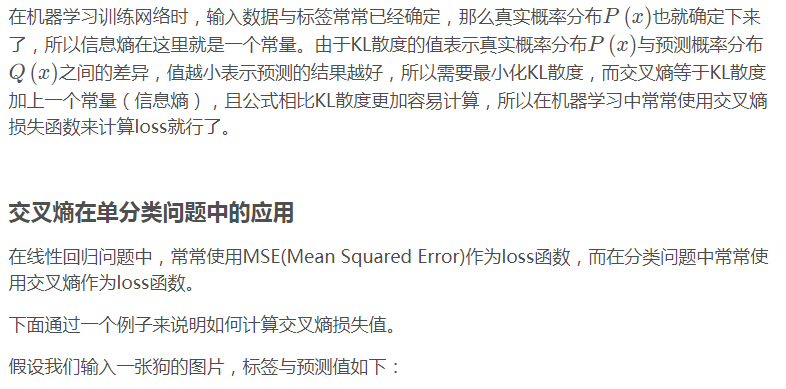 在机器学习训练网络时，输入数据与标签常常已经确定，那么真实概率分布P (x)也就确定下来
了，所以信息熵在这里就是一个常量。由于KL散度的值表示真实概率分布P (x)与预测概率分布
Q (x)之间的差异，值越小表示预测的结果越好，所以需要最小化KL散度，而交叉熵等于KL散度
加上一个常量（信息熵），且公式相比KL散度更加容易计算，所以在机器学习中常常使用交叉熵
损失函数来计算loss就行了。
交叉熵在单分类问题中的应用
在线性回归问题中，常常使用MSE(Mean Squared Error)作为loss函数，而在分类问题中常常使
用交叉熵作为loss函数。
下面通过一个例子来说明如何计算交叉熵损失值。
假设我们输入一张狗的图片，标签与预测值如下：